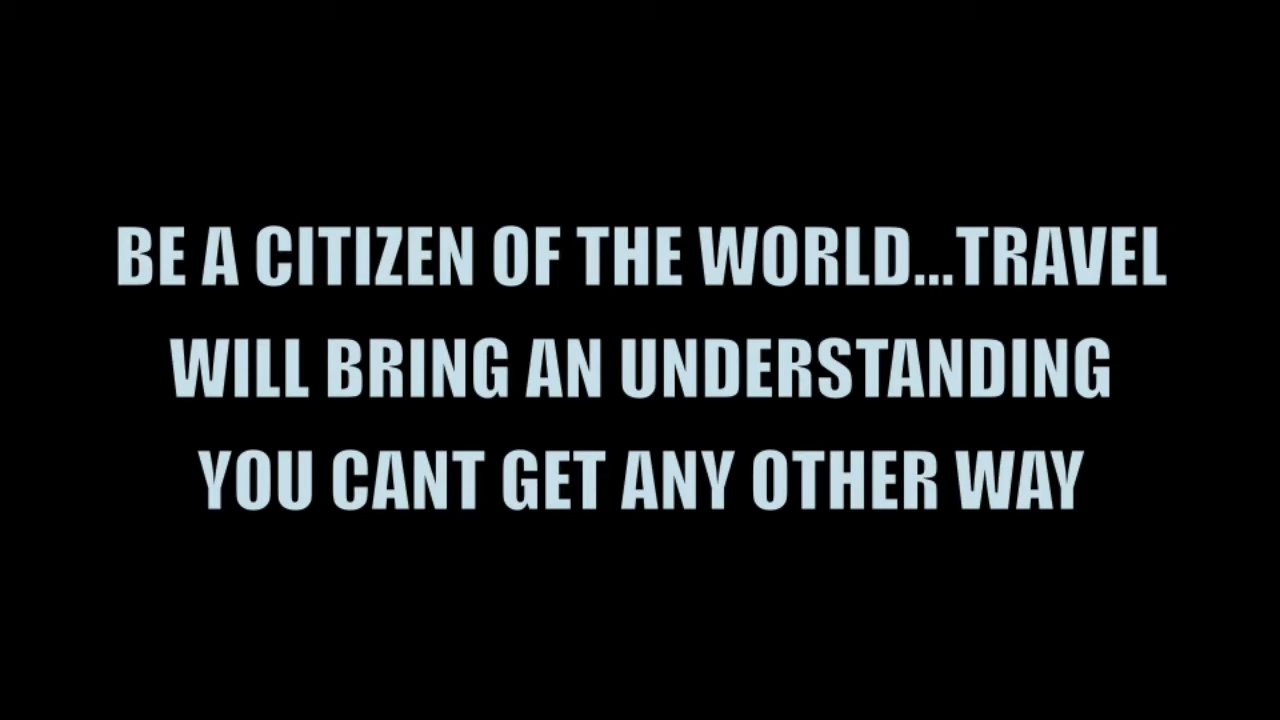 BE A CITIZEN OF THE WORLD...TRAVEL
WILL BRING AN UNDERSTANDING
YOU CANT GET ANY OTHER WAY